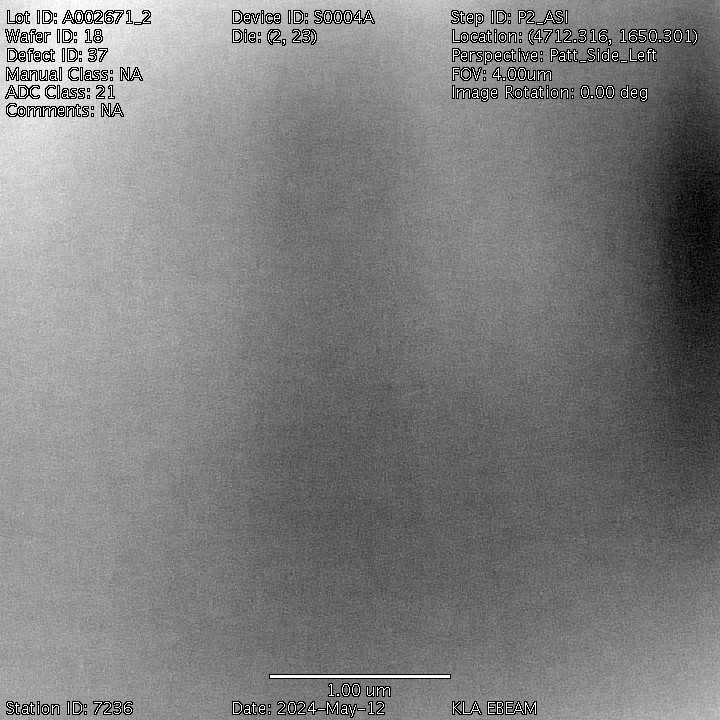 Lot ID: A002671_2 Device ID: S0004A Step ID: P2_ASI
Wafer ID: 18 Die: (2, 23) Location: (4712.316, 1650.301)
Defect ID: 37 Perspective: Patt_Side_Left
Manual Class: NA FOV: 4.00um
ADC Class: 21 Image Rotation: 0.00 deg
Comments: NA
1.00 um
Station ID: 7236 Date: 2024-May-12 KLA EBEAM